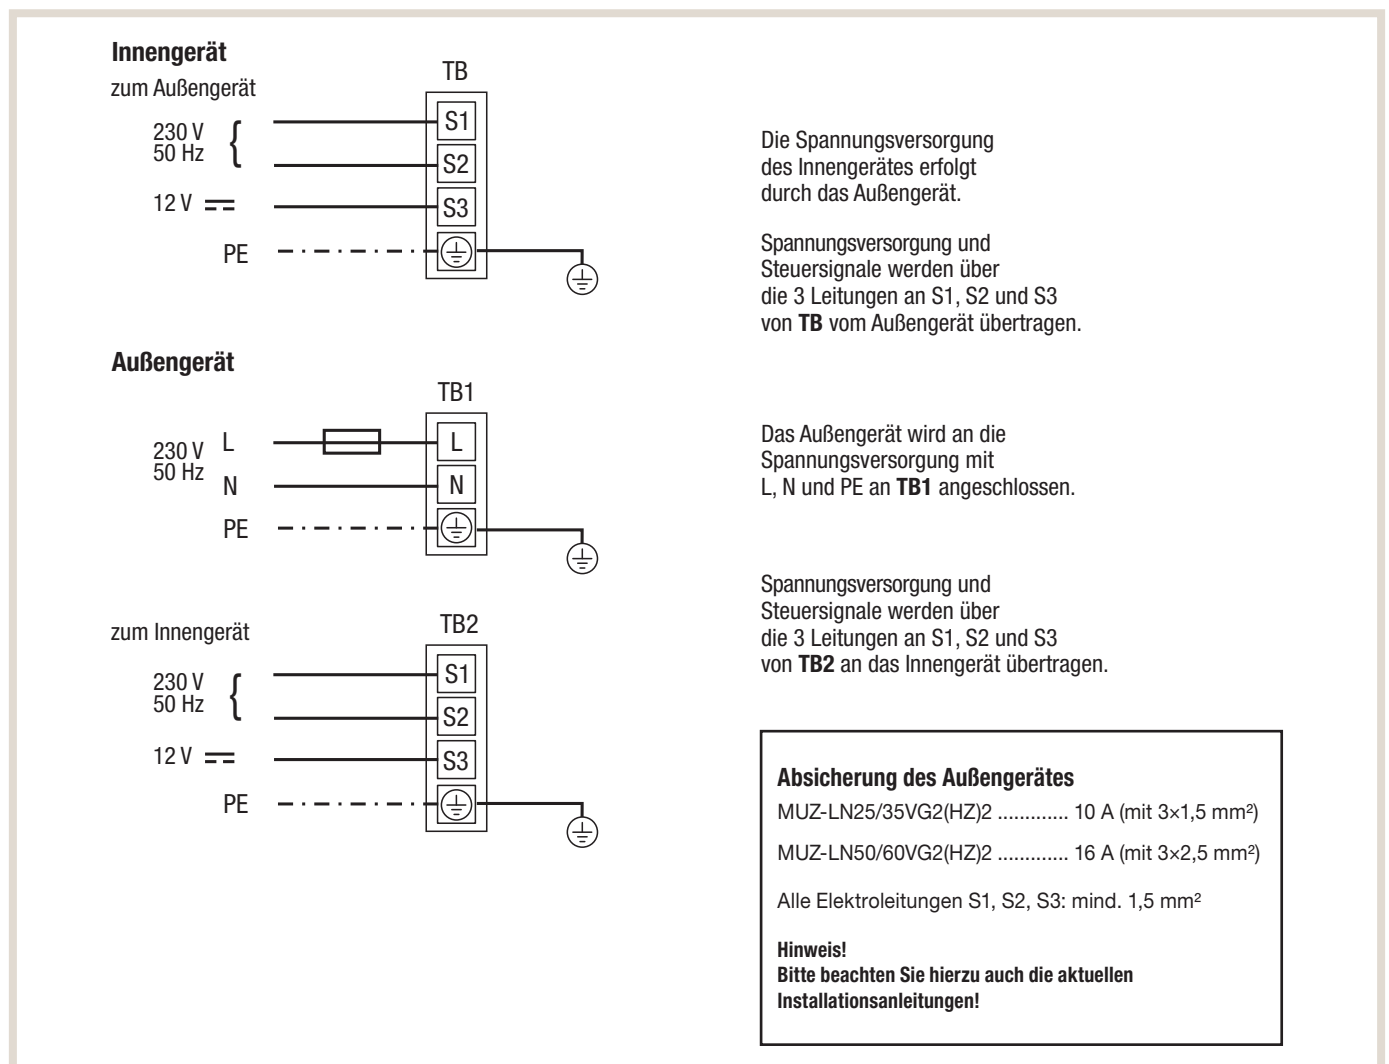 Innengerät
zum Außengerät
TB
230 V
50 Hz
{
S1
S2
12 V
S3
PE
Die Spannungsversorgung
des Innengerätes erfolgt
durch das Außengerät.
Spannungsversorgung und
Steuersignale werden über
die 3 Leitungen an S1, S2 und S3
von TB vom Außengerät übertragen.
Außengerät
TB1
230 V
50 Hz
L
L
N
N
PE
Das Außengerät wird an die
Spannungsversorgung mit
L, N und PE an TB1 angeschlossen.
zum Innengerät
TB2
230 V
50 Hz
{
S1
S2
12 V
S3
PE
Spannungsversorgung und
Steuersignale werden über
die 3 Leitungen an S1, S2 und S3
von TB2 an das Innengerät übertragen.
Absicherung des Außengerätes
MUZ-LN25/35VG2(HZ)2 ............. 10 A (mit 3×1,5 mm²)
MUZ-LN50/60VG2(HZ)2 ............. 16 A (mit 3×2,5 mm²)
Alle Elektroleitungen S1, S2, S3: mind. 1,5 mm²
Hinweis!
Bitte beachten Sie hierzu auch die aktuellen
Installationsanleitungen!